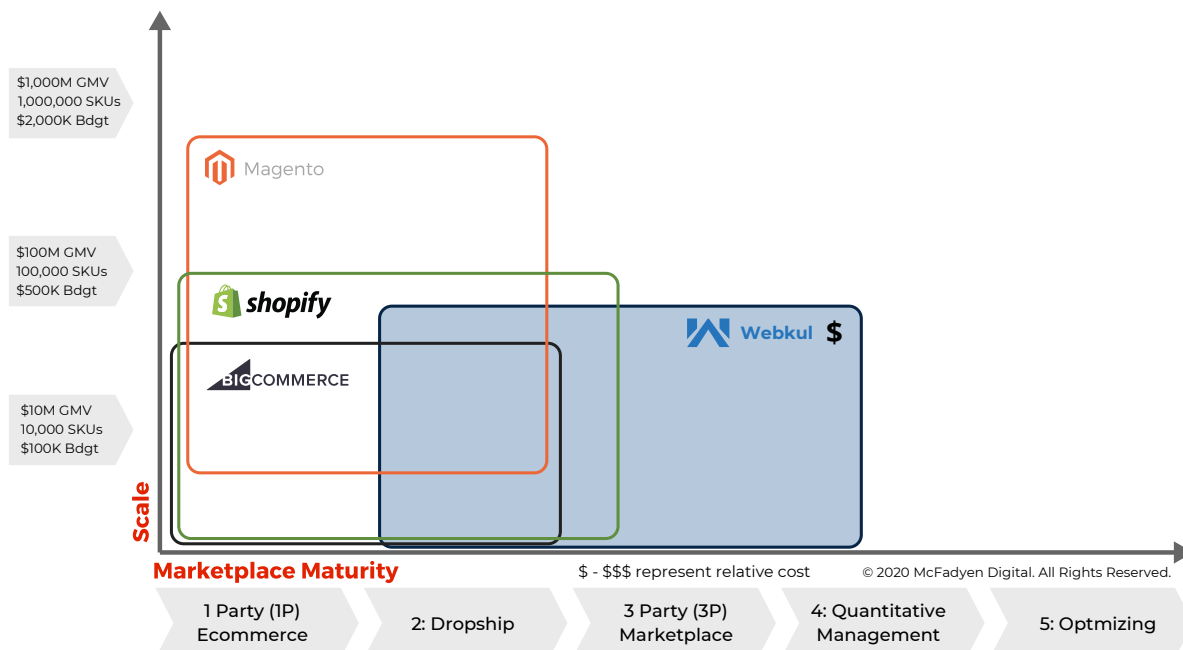 $1,000M GMV
1,000,000 SKUs
$2,000K Bdgt
Magento
$100M GMV
100,000 SKUs
$500K Bdgt
shopify
Webkul $
BIGCOMMERCE
$10M GMV
10,000 SKUs
$100K Bdgt
Scale
Marketplace Maturity
$ - $$$ represent relative cost
© 2020 McFadyen Digital. All Rights Reserved.
1 Party (1P)
Ecommerce
2: Dropship
3 Party (3P)
Marketplace
4: Quantitative
Management
5: Optmizing